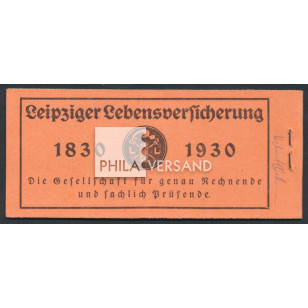 Leipziger Lebensversicherung
1830 1930
PHILA VERSAND
Die Gesellschaft für genau Rechnende
und sachlich Prüfende.